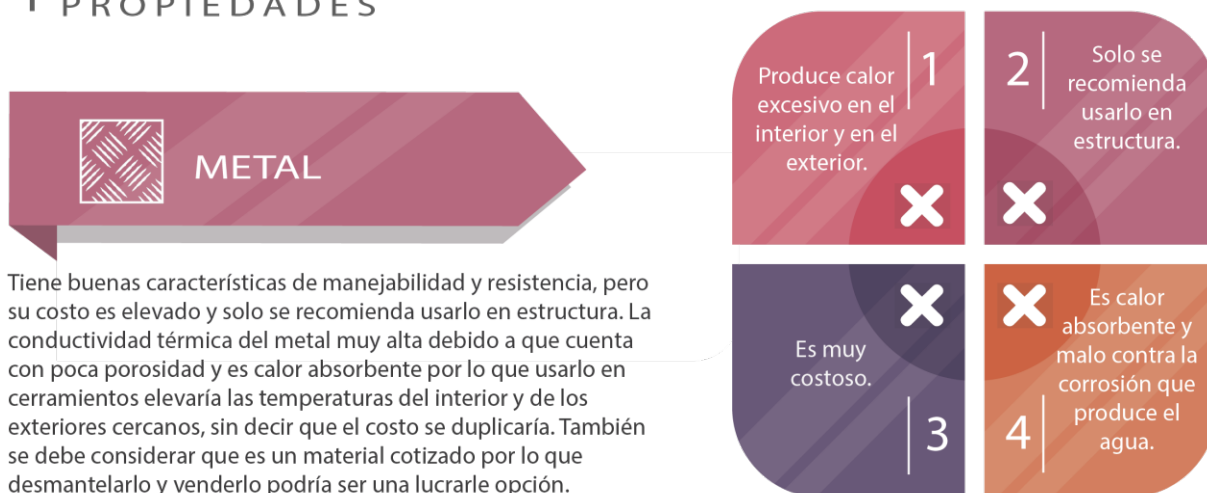 PROPIEDADES
METAL
Tiene buenas características de manejabilidad y resistencia, pero
su costo es elevado y solo se recomienda usarlo en estructura. La
conductividad térmica del metal muy alta debido a que cuenta
con poca porosidad y es calor absorbente por lo que usarlo en
cerramientos elevaría las temperaturas del interior y de los
exteriores cercanos, sin decir que el costo se duplicaría. También
se debe considerar que es un material cotizado por lo que
desmantelarlo y venderlo podría ser una lucrarle opción.
1
Produce calor
excesivo en el
interior y en el
exterior.
2
Solo se
recomienda
usarlo en
estructura.
Es muy
costoso.
3
Es calor
absorbente y
malo contra la
corrosión que
produce el
agua.
4